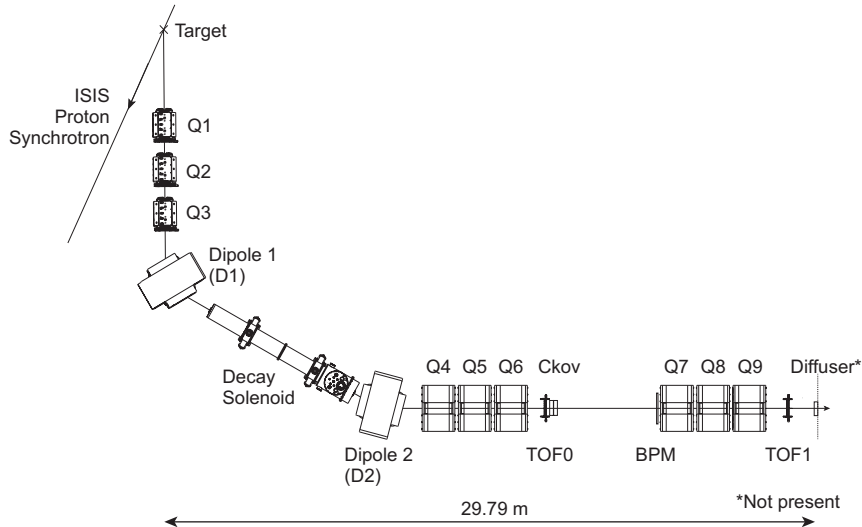 Target
ISIS
Proton
Synchrotron
Q1
Q2
Q3
Dipole 1
(D1)
Decay
Solenoid
Dipole 2
(D2)
Q4
Q5
Q6
Ckov
TOF0
BPM
Q7
Q8
Q9
Diffuser*
TOF1
*Not present
29.79 m